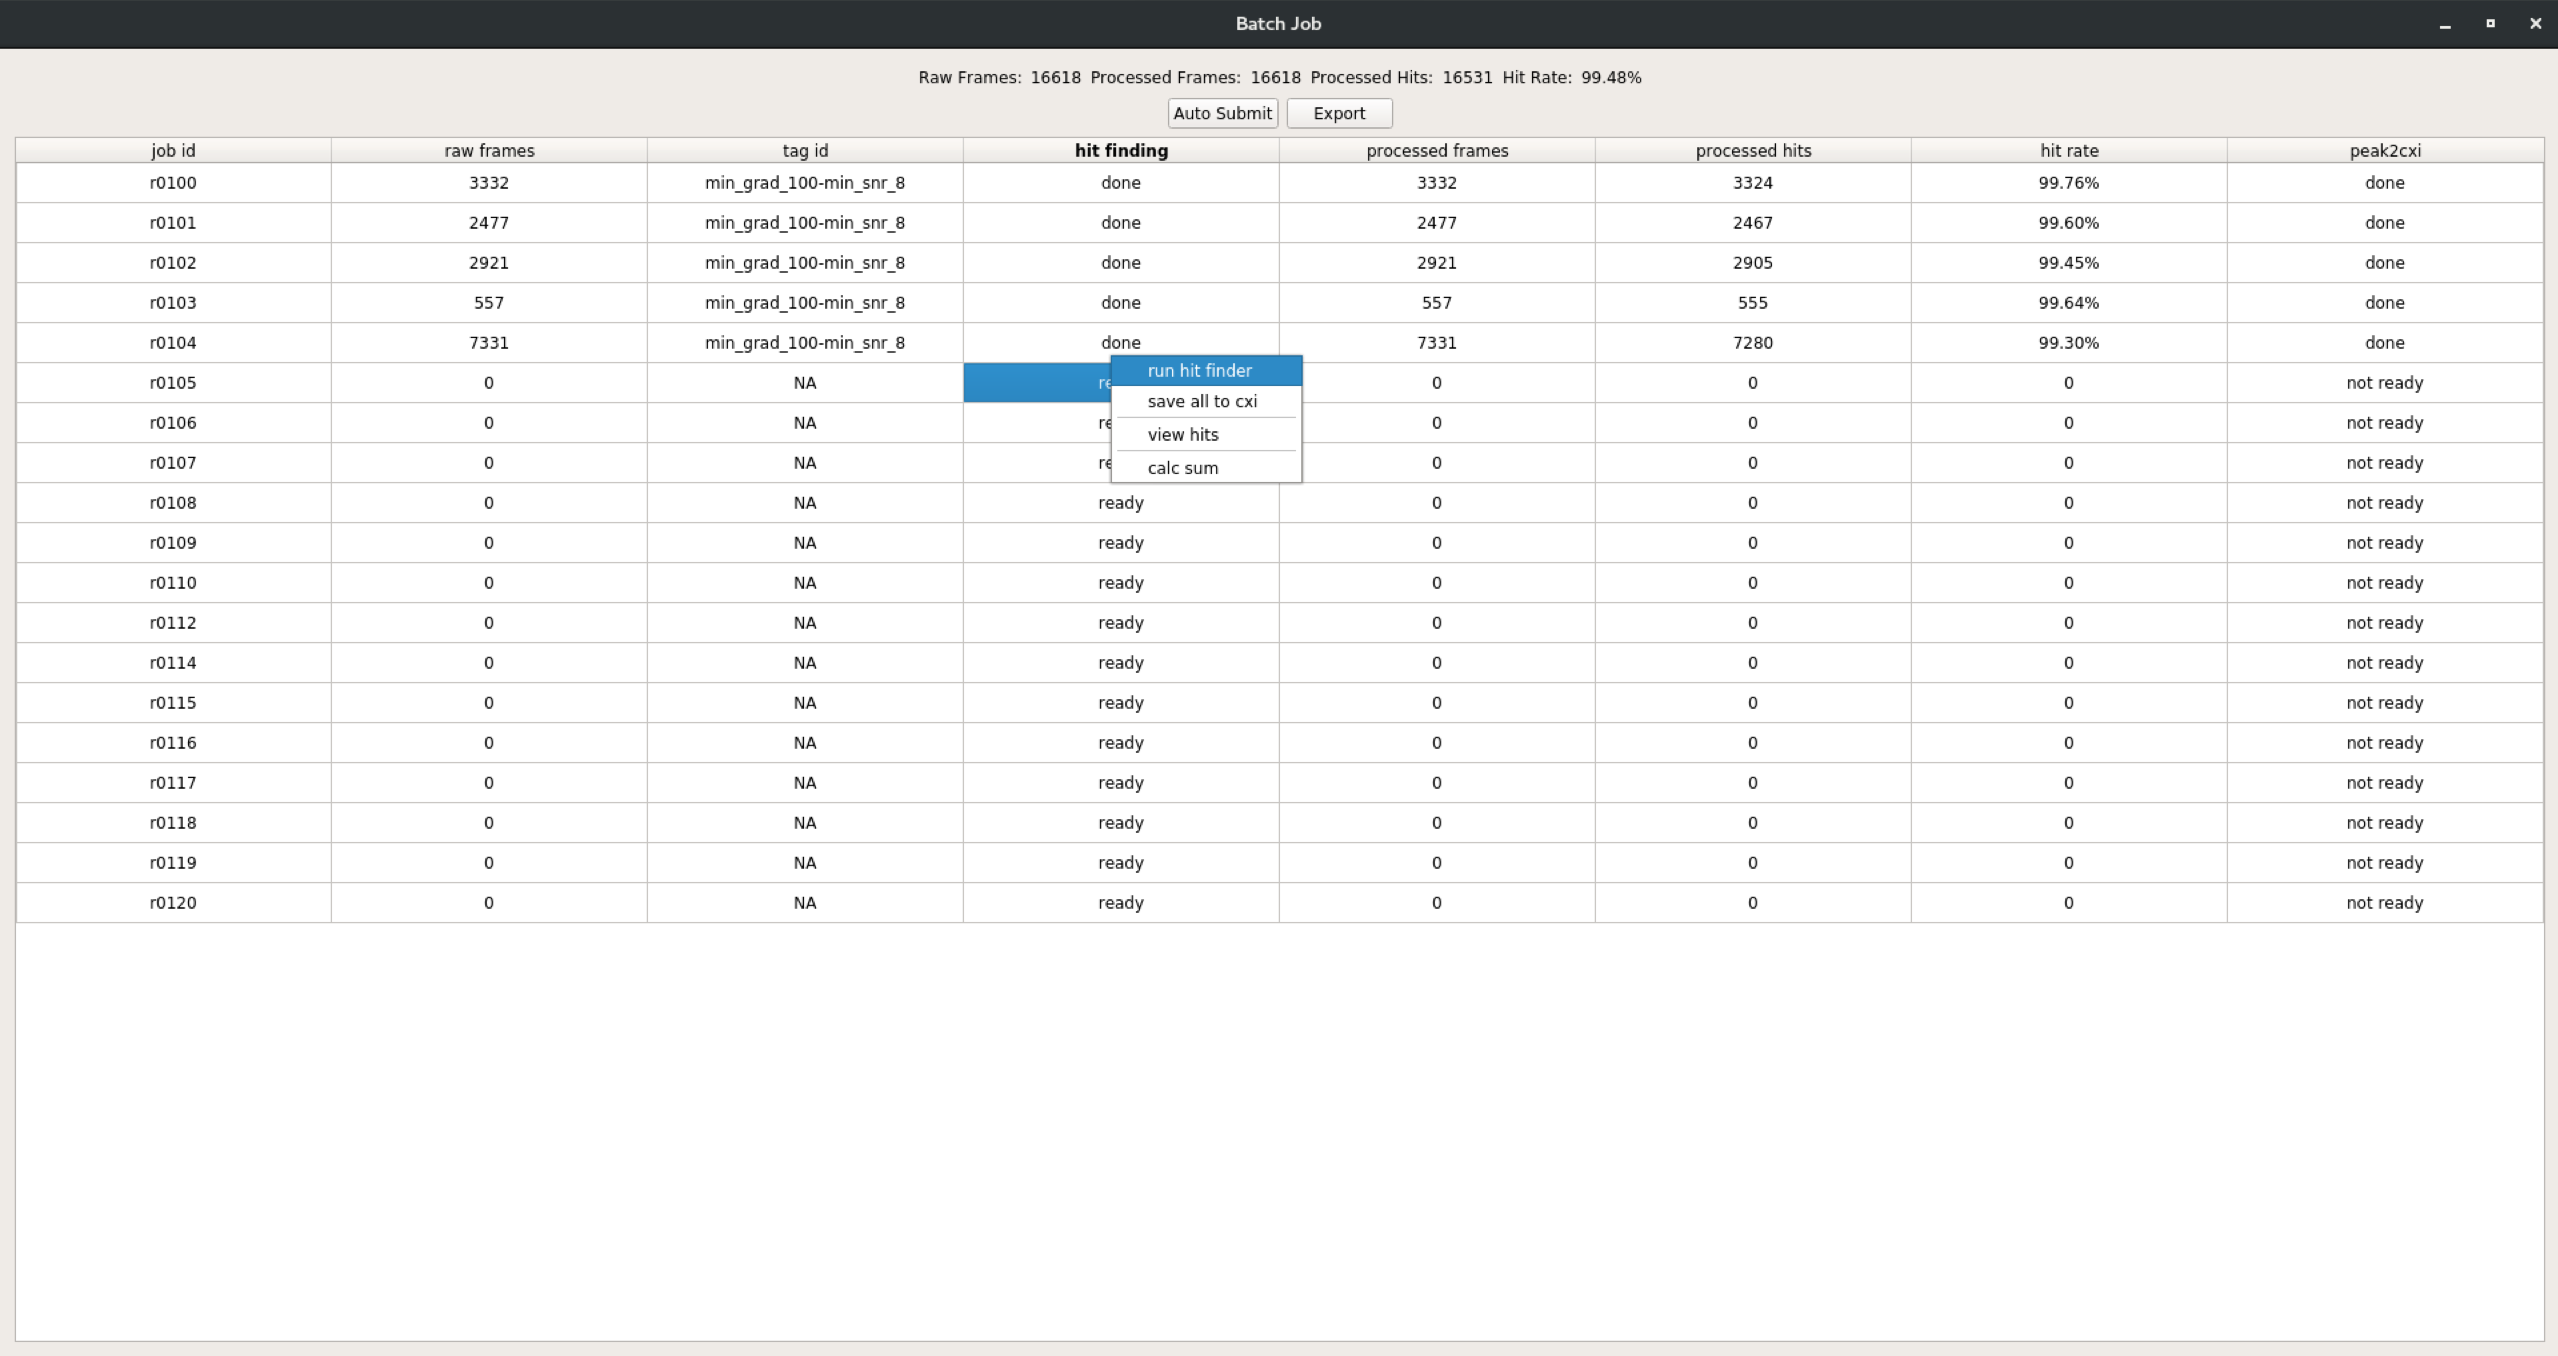 Batch Job
Raw Frames: 16618 Processed Frames: 16618 Processed Hits: 16531 Hit Rate: 99.48%
Auto Submit Export
job id raw frames tag id hit finding processed frames processed hits hit rate peak2cxi
r0100 3332 min_grad_100-min_snr_8 done 3332 3324 99.76% done
r0101 2477 min_grad_100-min_snr_8 done 2477 2467 99.60% done
r0102 2921 min_grad_100-min_snr_8 done 2921 2905 99.45% done
r0103 557 min_grad_100-min_snr_8 done 557 555 99.64% done
r0104 7331 min_grad_100-min_snr_8 done 7331 7280 99.30% done
run hit finder
r0105 0 NA 0 0 0 not ready
save all to cxi
r0106 0 NA 0 0 0 not ready
view hits
r0107 0 NA 0 0 0 not ready
calc sum
r0108 0 NA ready 0 0 0 not ready
r0109 0 NA ready 0 0 0 not ready
r0110 0 NA ready 0 0 0 not ready
r0112 0 NA ready 0 0 0 not ready
r0114 0 NA ready 0 0 0 not ready
r0115 0 NA ready 0 0 0 not ready
r0116 0 NA ready 0 0 0 not ready
r0117 0 NA ready 0 0 0 not ready
r0118 0 NA ready 0 0 0 not ready
r0119 0 NA ready 0 0 0 not ready
r0120 0 NA ready 0 0 0 not ready